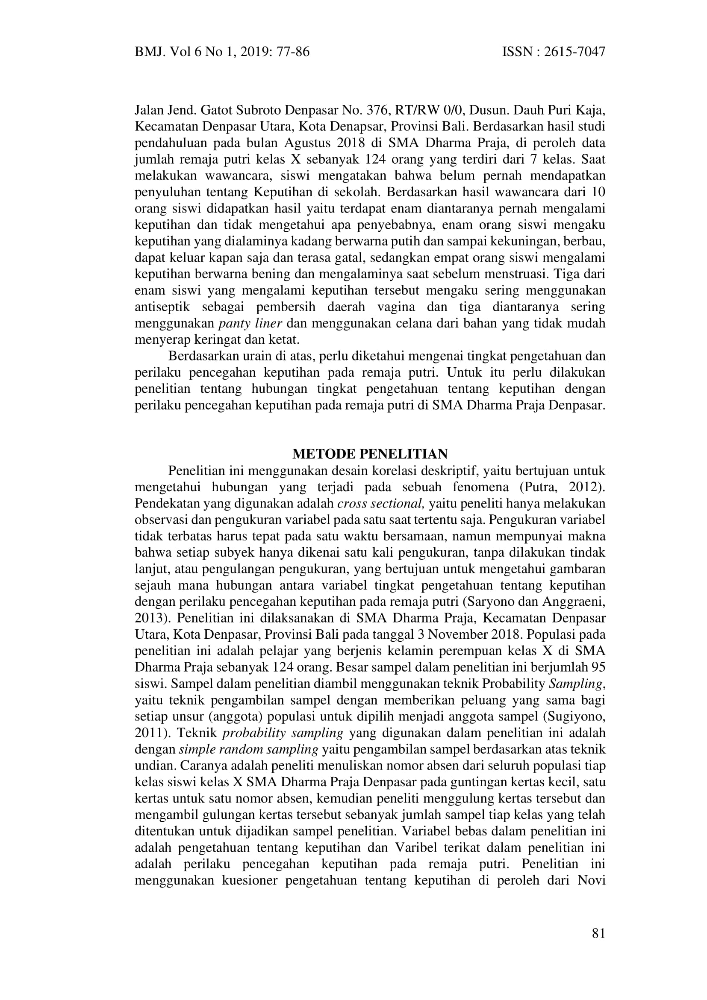 BMJ. Vol 6 No 1, 2019: 77-86 ISSN : 2615-7047
Jalan Jend. Gatot Subroto Denpasar No. 376, RT/RW 0/0, Dusun. Dauh Puri Kaja,
Kecamatan Denpasar Utara, Kota Denapsar, Provinsi Bali. Berdasarkan hasil studi
pendahuluan pada bulan Agustus 2018 di SMA Dharma Praja, di peroleh data
jumlah remaja putri kelas X sebanyak 124 orang yang terdiri dari 7 kelas. Saat
melakukan wawancara, siswi mengatakan bahwa belum pernah mendapatkan
penyuluhan tentang Keputihan di sekolah. Berdasarkan hasil wawancara dari 10
orang siswi didapatkan hasil yaitu terdapat enam diantaranya pernah mengalami
keputihan dan tidak mengetahui apa penyebabnya, enam orang siswi mengaku
keputihan yang dialaminya kadang berwarna putih dan sampai kekuningan, berbau,
dapat keluar kapan saja dan terasa gatal, sedangkan empat orang siswi mengalami
keputihan berwarna bening dan mengalaminya saat sebelum menstruasi. Tiga dari
enam siswi yang mengalami keputihan tersebut mengaku sering menggunakan
antiseptik sebagai pembersih daerah vagina dan tiga diantaranya sering
menggunakan panty liner dan menggunakan celana dari bahan yang tidak mudah
menyerap keringat dan ketat.
Berdasarkan urain di atas, perlu diketahui mengenai tingkat pengetahuan dan
perilaku pencegahan keputihan pada remaja putri. Untuk itu perlu dilakukan
penelitian tentang hubungan tingkat pengetahuan tentang keputihan dengan
perilaku pencegahan keputihan pada remaja putri di SMA Dharma Praja Denpasar.
METODE PENELITIAN
Penelitian ini menggunakan desain korelasi deskriptif, yaitu bertujuan untuk
mengetahui hubungan yang terjadi pada sebuah fenomena (Putra, 2012).
Pendekatan yang digunakan adalah cross sectional, yaitu peneliti hanya melakukan
observasi dan pengukuran variabel pada satu saat tertentu saja. Pengukuran variabel
tidak terbatas harus tepat pada satu waktu bersamaan, namun mempunyai makna
bahwa setiap subyek hanya dikenai satu kali pengukuran, tanpa dilakukan tindak
lanjut, atau pengulangan pengukuran, yang bertujuan untuk mengetahui gambaran
sejauh mana hubungan antara variabel tingkat pengetahuan tentang keputihan
dengan perilaku pencegahan keputihan pada remaja putri (Saryono dan Anggraeni,
2013). Penelitian ini dilaksanakan di SMA Dharma Praja, Kecamatan Denpasar
Utara, Kota Denpasar, Provinsi Bali pada tanggal 3 November 2018. Populasi pada
penelitian ini adalah pelajar yang berjenis kelamin perempuan kelas X di SMA
Dharma Praja sebanyak 124 orang. Besar sampel dalam penelitian ini berjumlah 95
siswi. Sampel dalam penelitian diambil menggunakan teknik Probability Sampling,
yaitu teknik pengambilan sampel dengan memberikan peluang yang sama bagi
setiap unsur (anggota) populasi untuk dipilih menjadi anggota sampel (Sugiyono,
2011). Teknik probability sampling yang digunakan dalam penelitian ini adalah
dengan simple random sampling yaitu pengambilan sampel berdasarkan atas teknik
undian. Caranya adalah peneliti menuliskan nomor absen dari seluruh populasi tiap
kelas siswi kelas X SMA Dharma Praja Denpasar pada guntingan kertas kecil, satu
kertas untuk satu nomor absen, kemudian peneliti menggulung kertas tersebut dan
mengambil gulungan kertas tersebut sebanyak jumlah sampel tiap kelas yang telah
ditentukan untuk dijadikan sampel penelitian. Variabel bebas dalam penelitian ini
adalah pengetahuan tentang keputihan dan Varibel terikat dalam penelitian ini
adalah perilaku pencegahan keputihan pada remaja putri. Penelitian ini
menggunakan kuesioner pengetahuan tentang keputihan di peroleh dari Novi
81